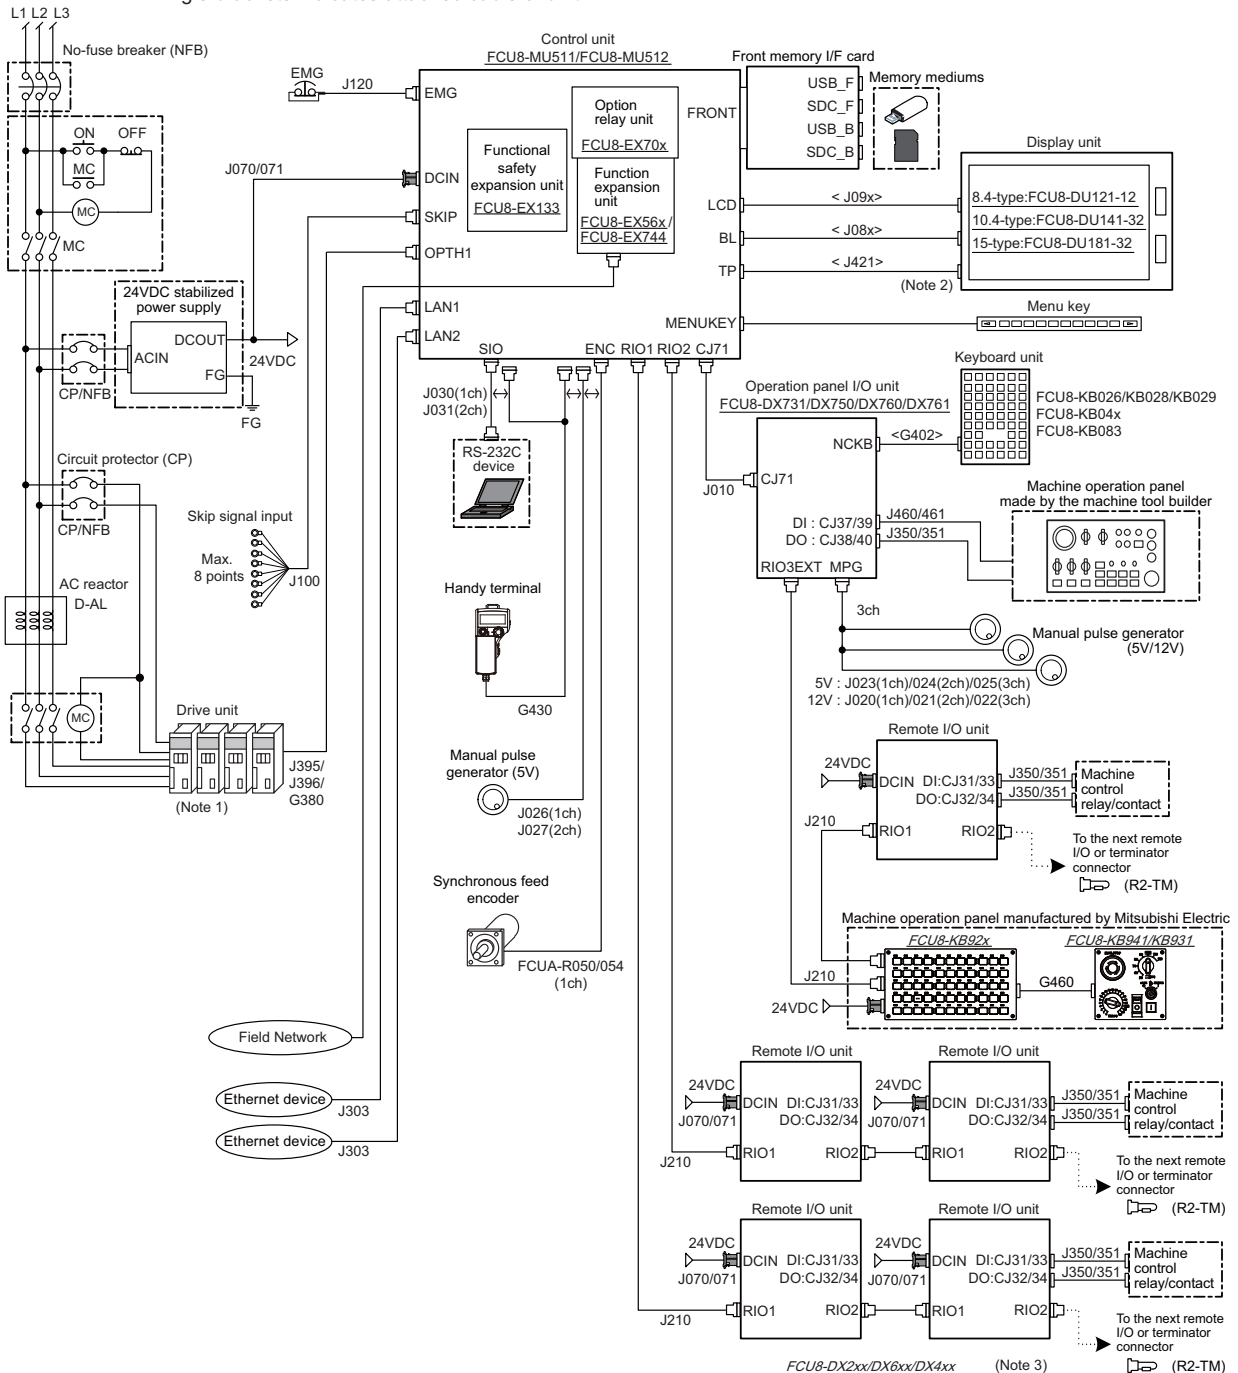 L1 L2 L3
No-fuse breaker (NFB)
ON OFF
MC
MC
MC
24VDC stabilized
power supply
DCOUT
ACIN
FG
24VDC
CP/NFB
FG
Circuit protector (CP)
CP/NFB
AC reactor
D-AL
MC
Drive unit
(Note 1)
J395/
J396/
G380
Skip signal input
Max.
8 points
J100
EMG
J120
J070/071
Control unit
FCU8-MU511/FCU8-MU512
EMG
DCIN
SKIP
OPTH1
LAN1
LAN2
Functional
safety
expansion unit
FCU8-EX133
Option
relay unit
FCU8-EX70x
Function
expansion
unit
FCU8-EX56x/
FCU8-EX744
FRONT
LCD
BL
TP
MENUKEY
SIO ENC RIO1 RIO2 CJ71
Front memory I/F card
USB_F
SDC_F
USB_B
SDC_B
Memory mediums
Display unit
< J09x>
< J08x>
< J421>
(Note 2)
8.4-type:FCU8-DU121-12
10.4-type:FCU8-DU141-32
15-type:FCU8-DU181-32
Menu key
Keyboard unit
FCU8-KB026/KB028/KB029
FCU8-KB04x
FCU8-KB083
J030(1ch)
J031(2ch)
RS-232C
device
Handy terminal
G430
Manual pulse
generator (5V)
J026(1ch)
J027(2ch)
Synchronous feed
encoder
FCUA-R050/054
(1ch)
Field Network
Ethernet device
J303
Ethernet device
J303
Operation panel I/O unit
FCU8-DX731/DX750/DX760/DX761
NCKB
<G402>
CJ71
J010
DI : CJ37/39
DO : CJ38/40
J460/461
J350/351
RIO3EXT MPG
Machine operation panel
made by the machine tool builder
3ch
Manual pulse generator
(5V/12V)
5V : J023(1ch)/024(2ch)/025(3ch)
12V : J020(1ch)/021(2ch)/022(3ch)
Remote I/O unit
24VDC
DCIN DI:CJ31/33
DO:CJ32/34
J350/351
J350/351
Machine
control
relay/contact
J210
RIO1 RIO2
To the next remote
I/O or terminator
connector
(R2-TM)
Machine operation panel manufactured by Mitsubishi Electric
FCU8-KB92x
FCU8-KB941/KB931
J210
G460
24VDC
Remote I/O unit
Remote I/O unit
24VDC
24VDC
DCIN DI:CJ31/33
DO:CJ32/34
DCIN DI:CJ31/33
DO:CJ32/34
J350/351
J350/351
Machine
control
relay/contact
J070/071
J070/071
J210
RIO1 RIO2
RIO1 RIO2
To the next remote
I/O or terminator
connector
(R2-TM)
Remote I/O unit
Remote I/O unit
24VDC
24VDC
DCIN DI:CJ31/33
DO:CJ32/34
DCIN DI:CJ31/33
DO:CJ32/34
J350/351
J350/351
Machine
control
relay/contact
J070/071
J070/071
J210
RIO1 RIO2
RIO1 RIO2
To the next remote
I/O or terminator
connector
(R2-TM)
FCU8-DX2xx/DX6xx/DX4xx
(Note 3)